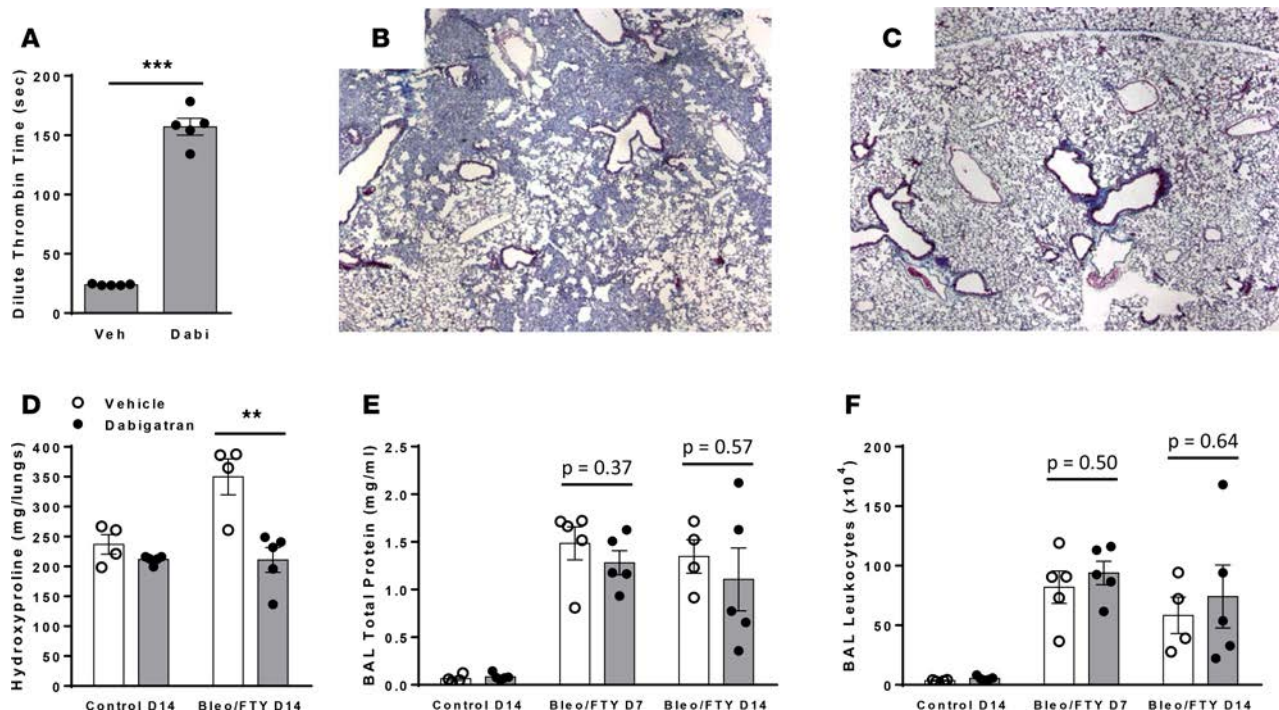 A
Dilute Thrombin Time (sec)
200
150
100
50
0
***
Veh Dabi
B
C
D
Vehicle
Dabigatran
Hydroxyproline (mg/lungs)
400
350
300
250
200
150
100
50
0
**
Control D14 Bleo/FTY D14
E
BAL Total Protein (mg/ml)
2.5
2.0
1.5
1.0
0.5
0.0
p = 0.37
p = 0.57
Control D14 Bleo/FTY D7 Bleo/FTY D14
F
BAL Leukocytes (x10⁴)
200
150
100
50
0
p = 0.50
p = 0.64
Control D14 Bleo/FTY D7 Bleo/FTY D14